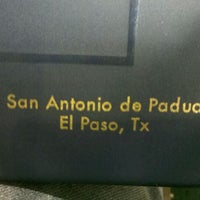 San Antonio de Padua
El Paso, Tx